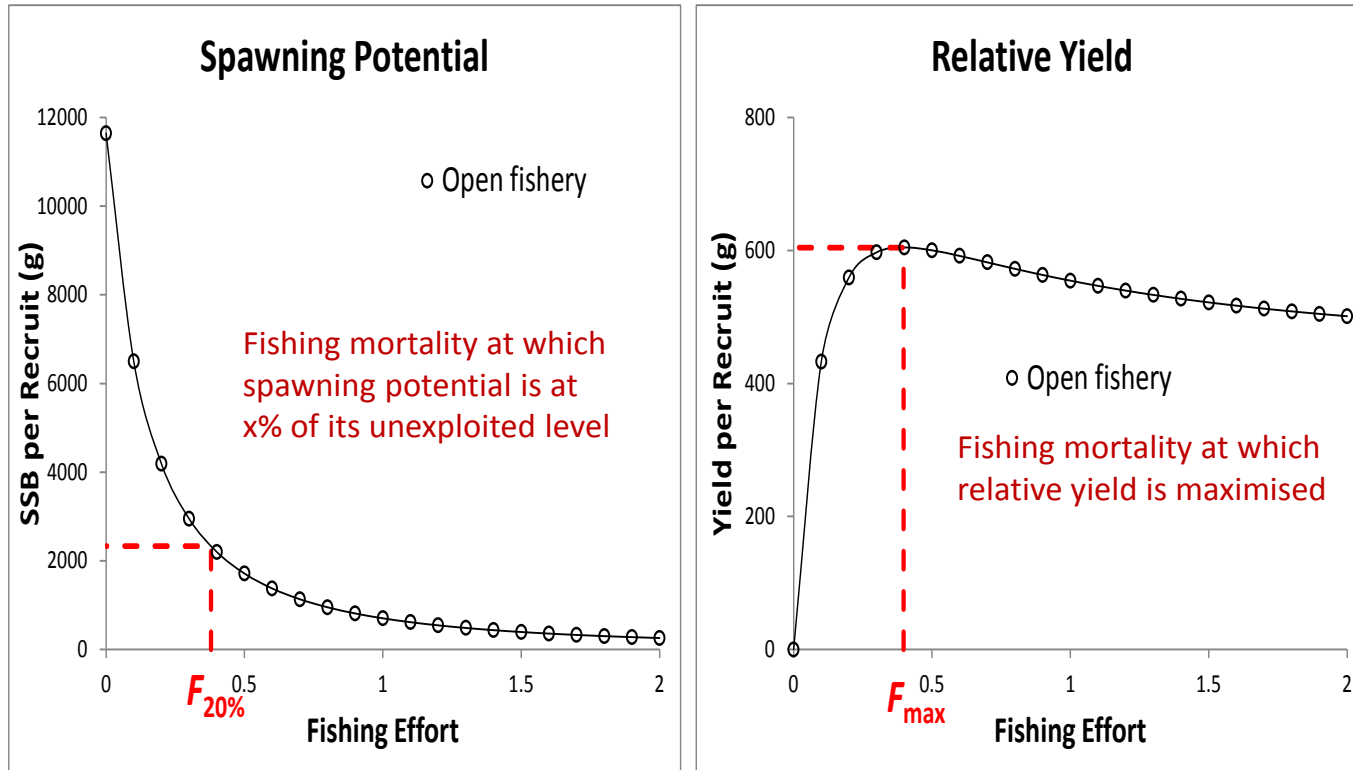 Spawning Potential
12000
10000
8000
6000
4000
2000
0
SSB per Recruit (g)
Open fishery
Fishing mortality at which
spawning potential is at
x% of its unexploited level
0
0.5
1
1.5
2
F20%
Fishing Effort
Relative Yield
800
600
400
200
0
Yield per Recruit (g)
Open fishery
Fishing mortality at which
relative yield is maximised
0
0.5
1
1.5
2
Fmax
Fishing Effort